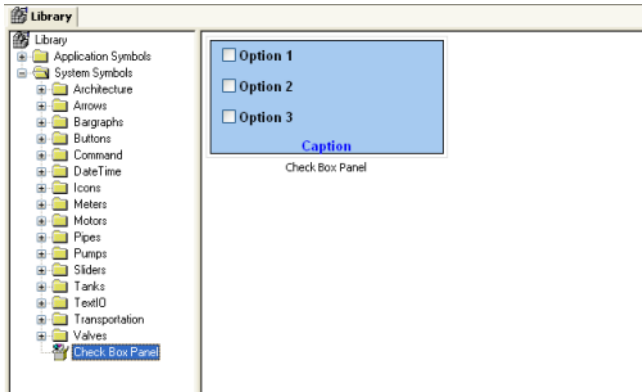 Library
Library
Application Symbols
System Symbols
Architecture
Arrows
Bargraphs
Buttons
Command
DateTime
Icons
Meters
Motors
Pipes
Pumps
Sliders
Tanks
TextIO
Transportation
Valves
Check Box Panel
Option 1
Option 2
Option 3
Caption
Check Box Panel